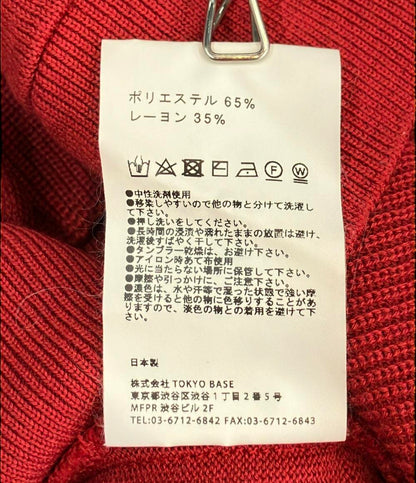 ポリエステル 65%
レーヨン 35%
●中性洗剤使用
●移染しやすいので他の物と分けて洗濯して下さい。
●押し洗いをしてください。
●長時間の浸漬や濡れたままの放置は避け、
洗濯後すばやく干して下さい。
●タンブラー乾燥はお避け下さい。
●アイロン時あて布使用
●光に当たらない場所に保管して下さい。
●摩擦や引っかけに、ご注意下さい。
●濃色は、水や汗等で湿った状態で強い摩
擦を受けると他の物に色移りすることがあ
りますので、淡色の物との着用を避けて下
さい。
日本製
株式会社 TOKYO BASE
東京都渋谷区渋谷1丁目2番5号
MFPR 渋谷ビル 2F
TEL:03-6712-6842 FAX:03-6712-6843